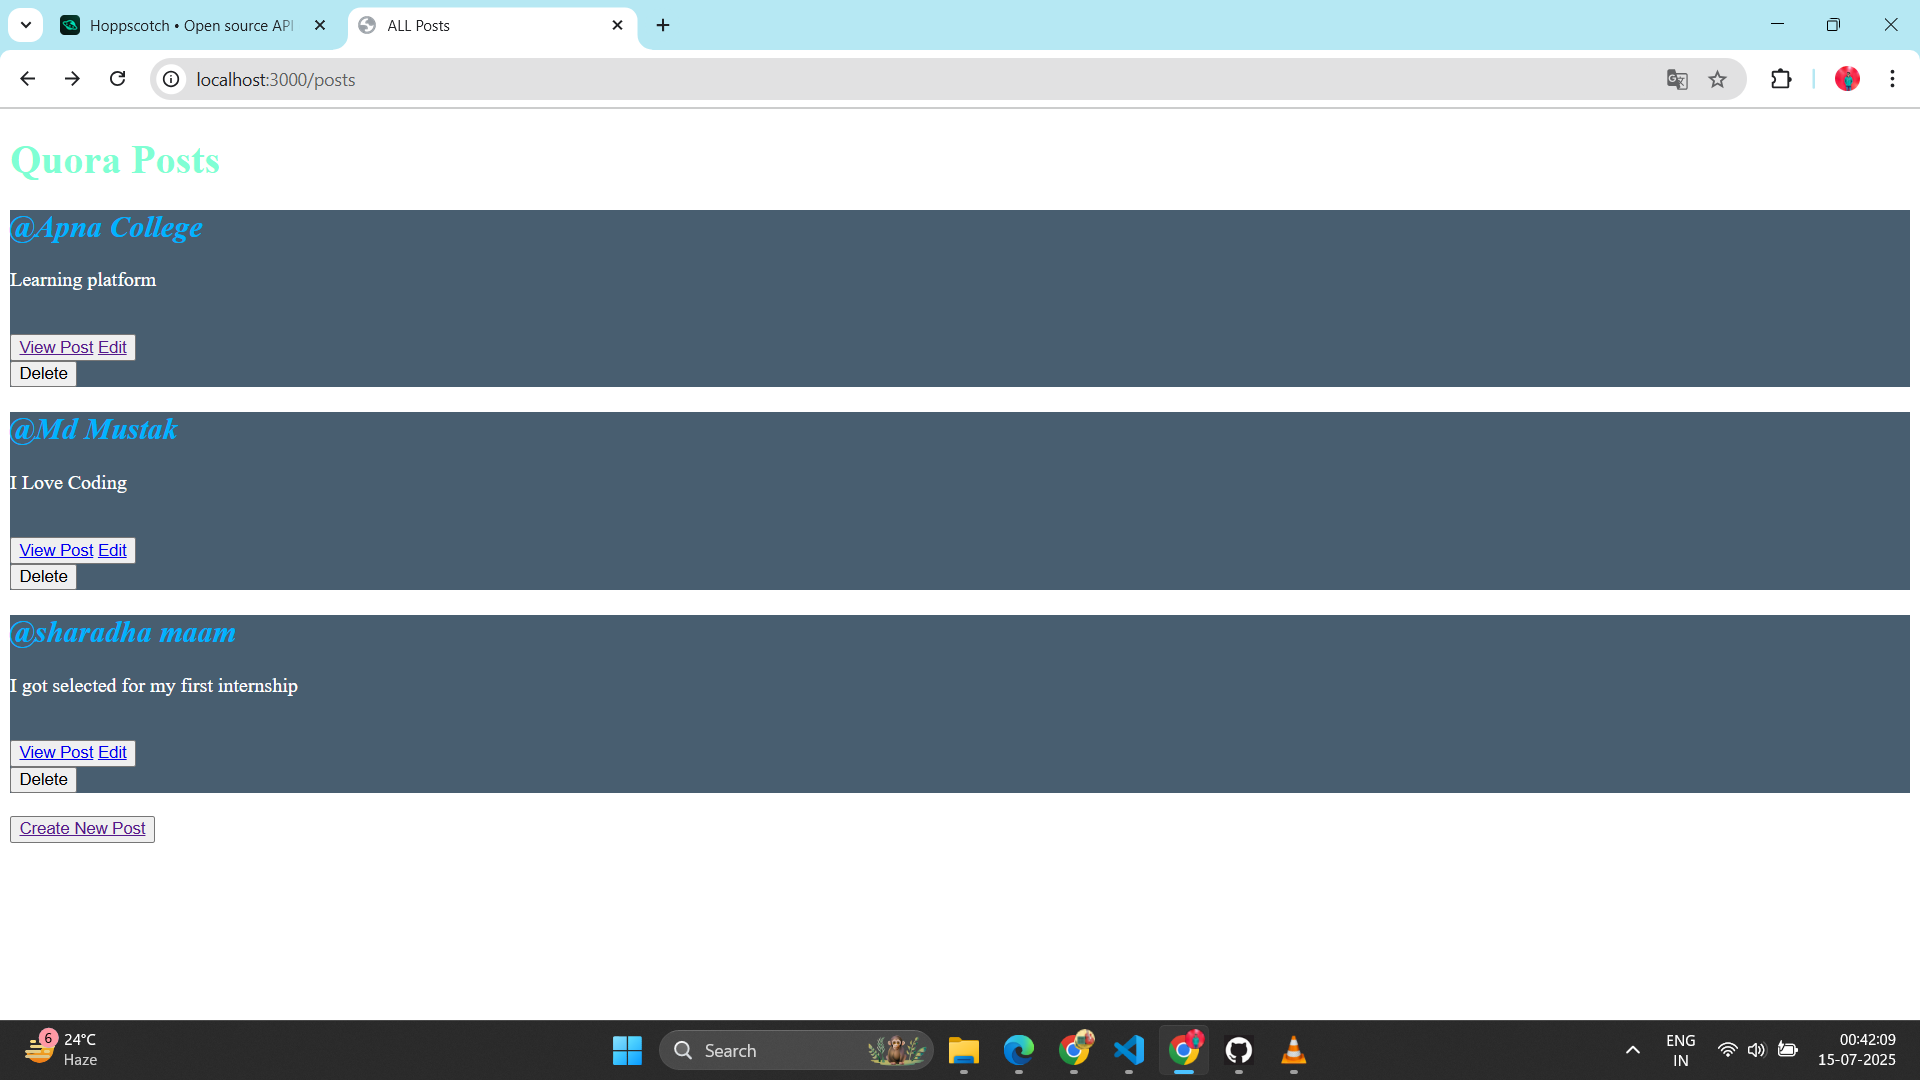 Hoppscotch • Open source API
ALL Posts
localhost:3000/posts
Quora Posts
@Apna College
Learning platform
View Post Edit
Delete
@Md Mustak
I Love Coding
View Post Edit
Delete
@sharadha maam
I got selected for my first internship
View Post Edit
Delete
Create New Post
6
24°C
Haze
Search
ENG
IN
00:42:09
15-07-2025